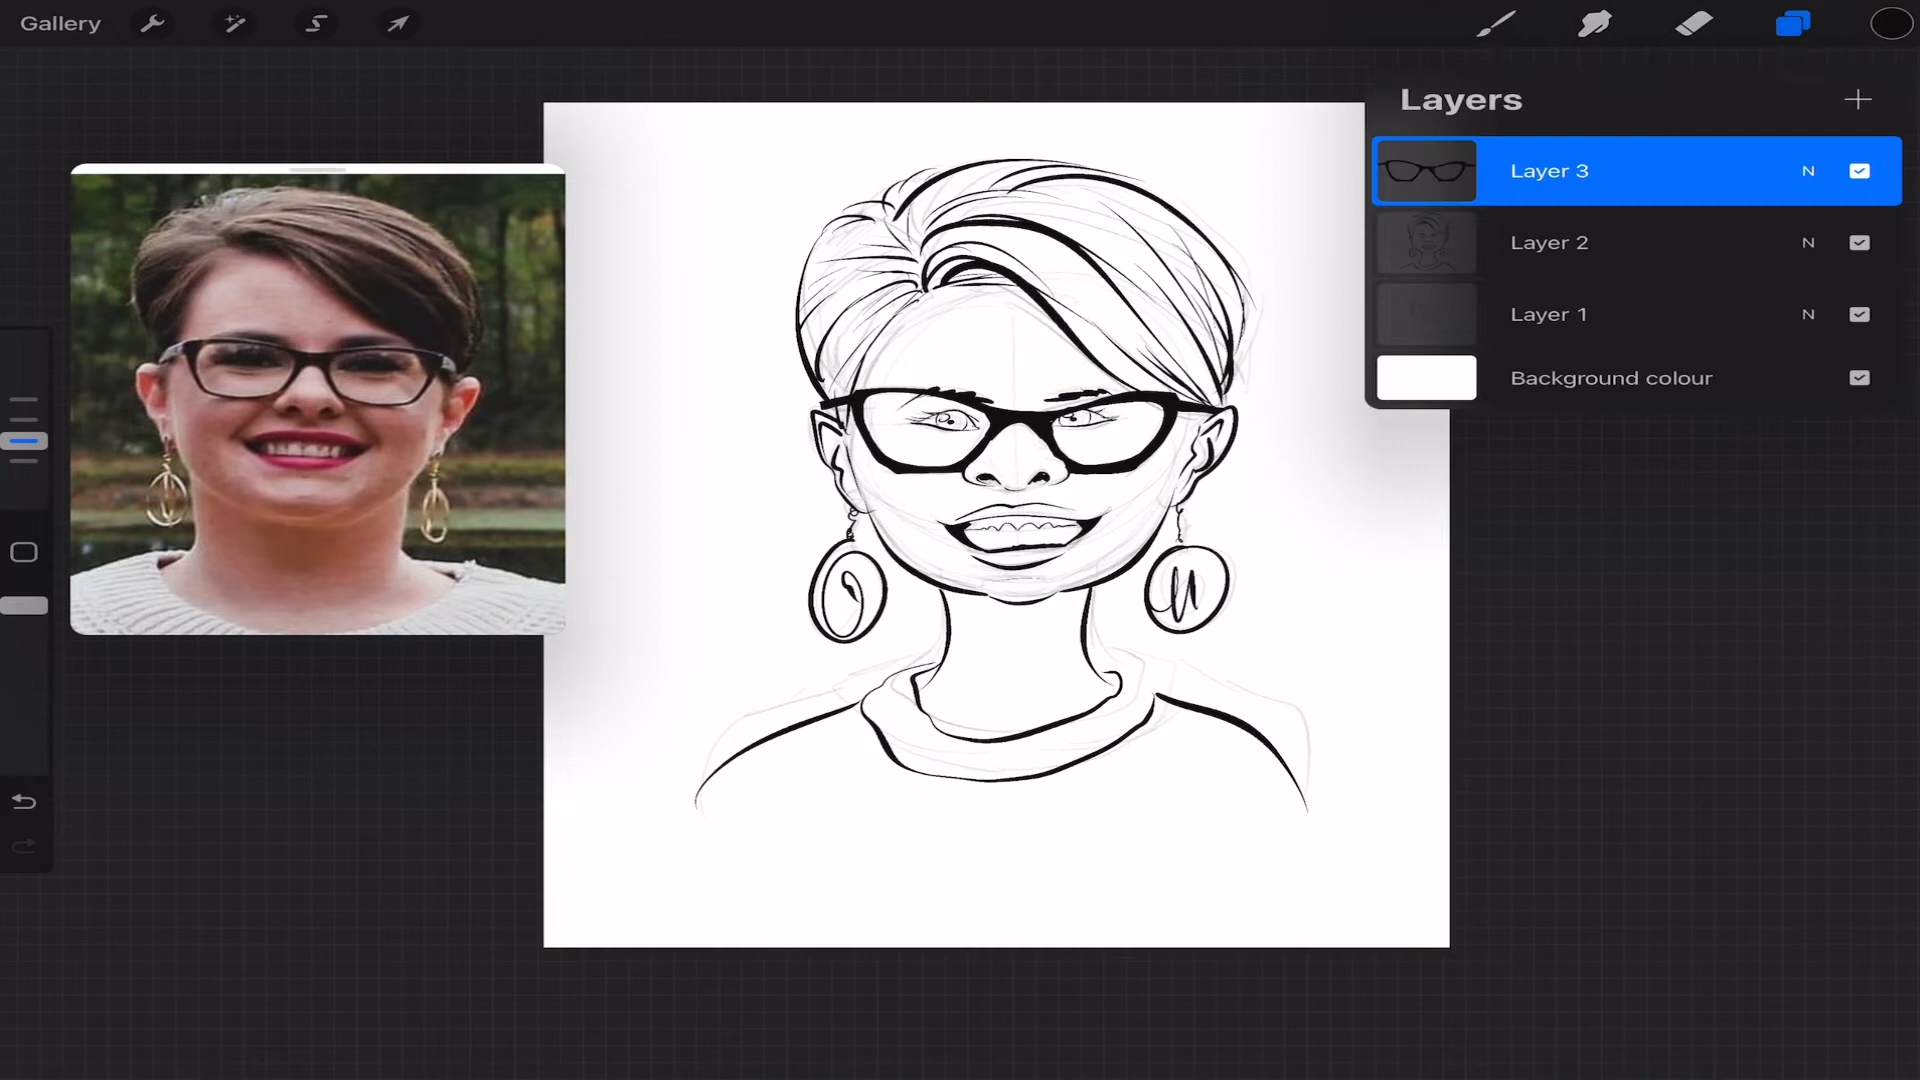 Gallery
Layers
Layer 3 N
Layer 2 N
Layer 1 N
Background colour